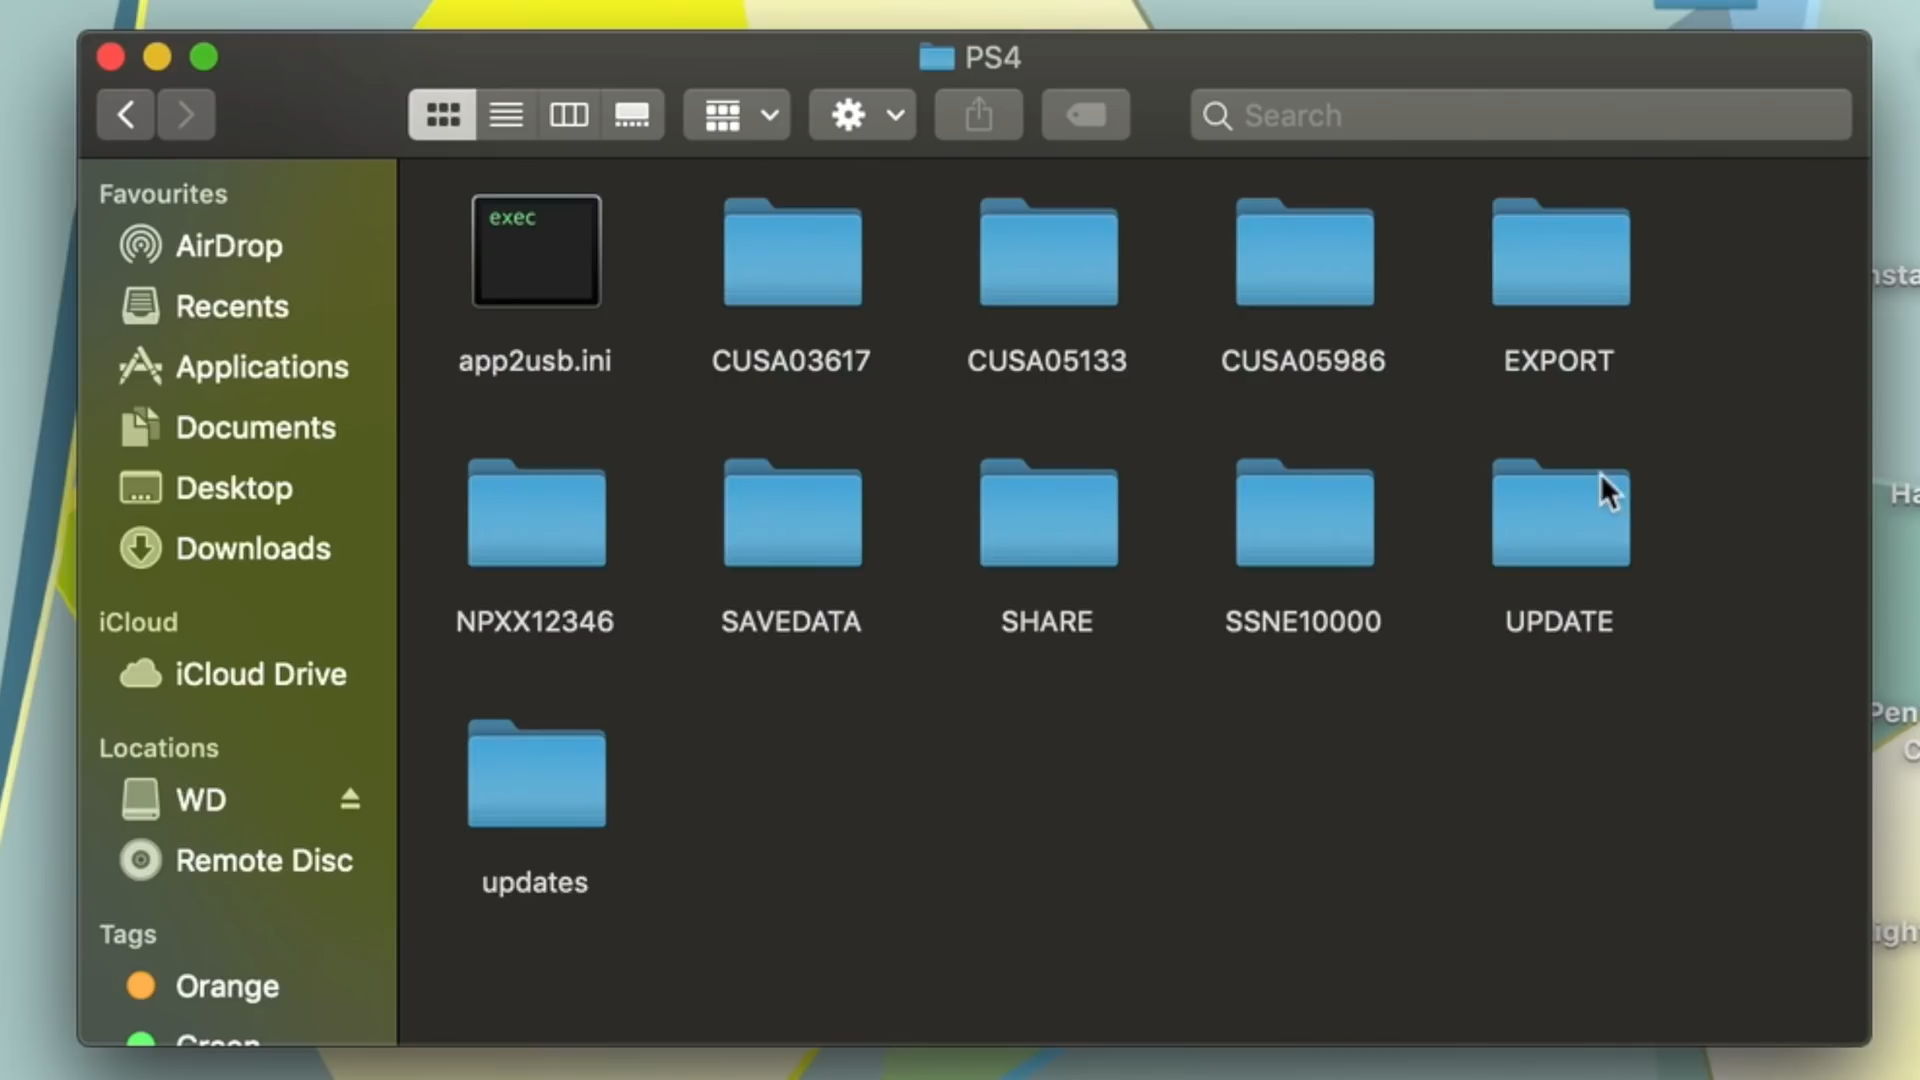 PS4
Search
Favourites
AirDrop
Recents
Applications
Documents
Desktop
Downloads
iCloud
iCloud Drive
Locations
WD
Remote Disc
Tags
Orange
Green
exec
app2usb.ini
CUSA03617
CUSA05133
CUSA05986
EXPORT
NPXX12346
SAVEDATA
SHARE
SSNE10000
UPDATE
updates